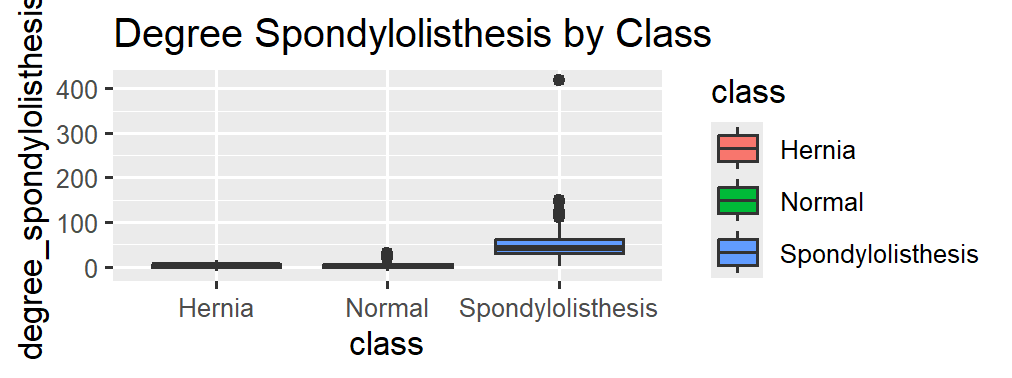 Degree Spondylolisthesis by Class
degree_spondylolisthesis
400
300
200
100
0
Hernia Normal Spondylolisthesis
class
class
Hernia
Normal
Spondylolisthesis